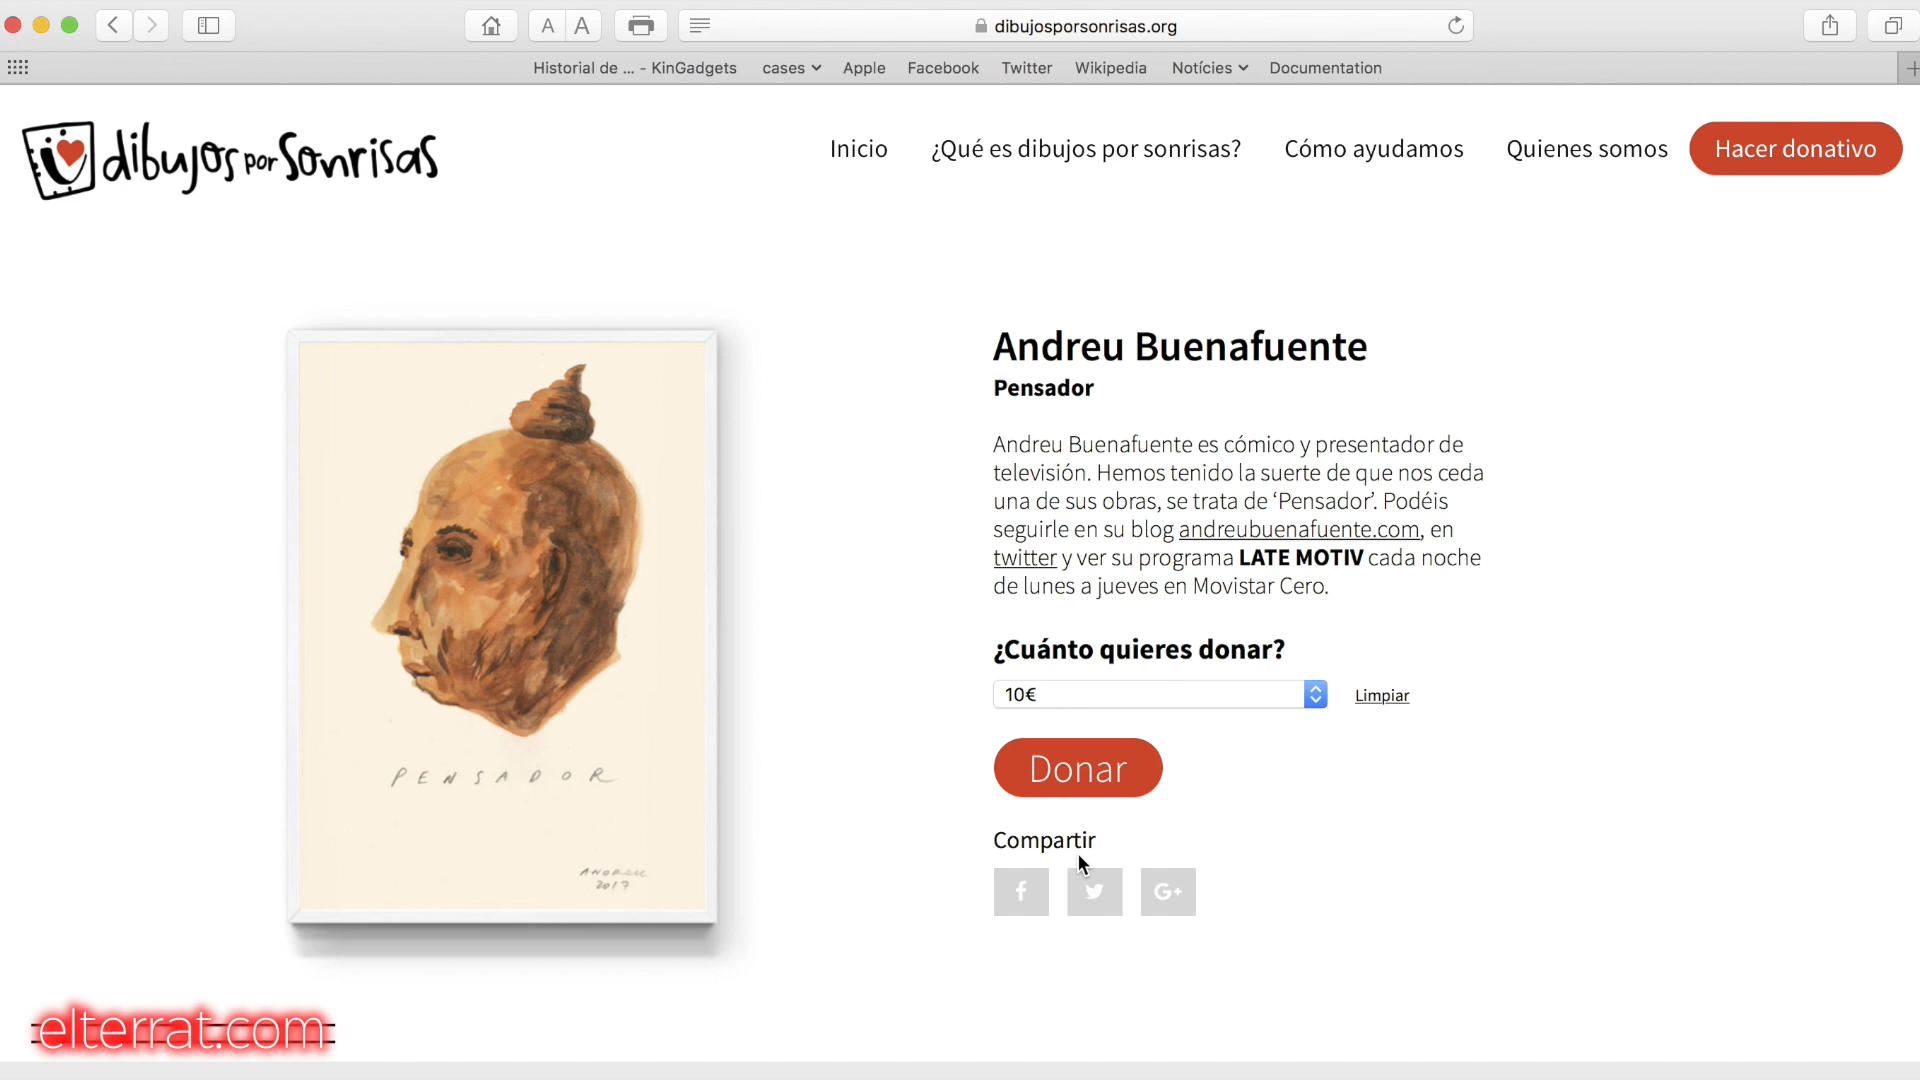 A A
dibujosporsonrisas.org
Historial de ... - KinGadgets cases Apple Facebook Twitter Wikipedia Notícies Documentation
dibujos por Sonrisas
Inicio ¿Qué es dibujos por sonrisas? Cómo ayudamos Quienes somos Hacer donativo
PENSADOR
ANDREU
2017
Andreu Buenafuente
Pensador
Andreu Buenafuente es cómico y presentador de
televisión. Hemos tenido la suerte de que nos ceda
una de sus obras, se trata de ‘Pensador’. Podéis
seguirle en su blog andreubuenafuente.com, en
twitter y ver su programa LATE MOTIV cada noche
de lunes a jueves en Movistar Cero.
¿Cuánto quieres donar?
10€ Limpiar
Donar
Compartir
f G+
elterrat.com